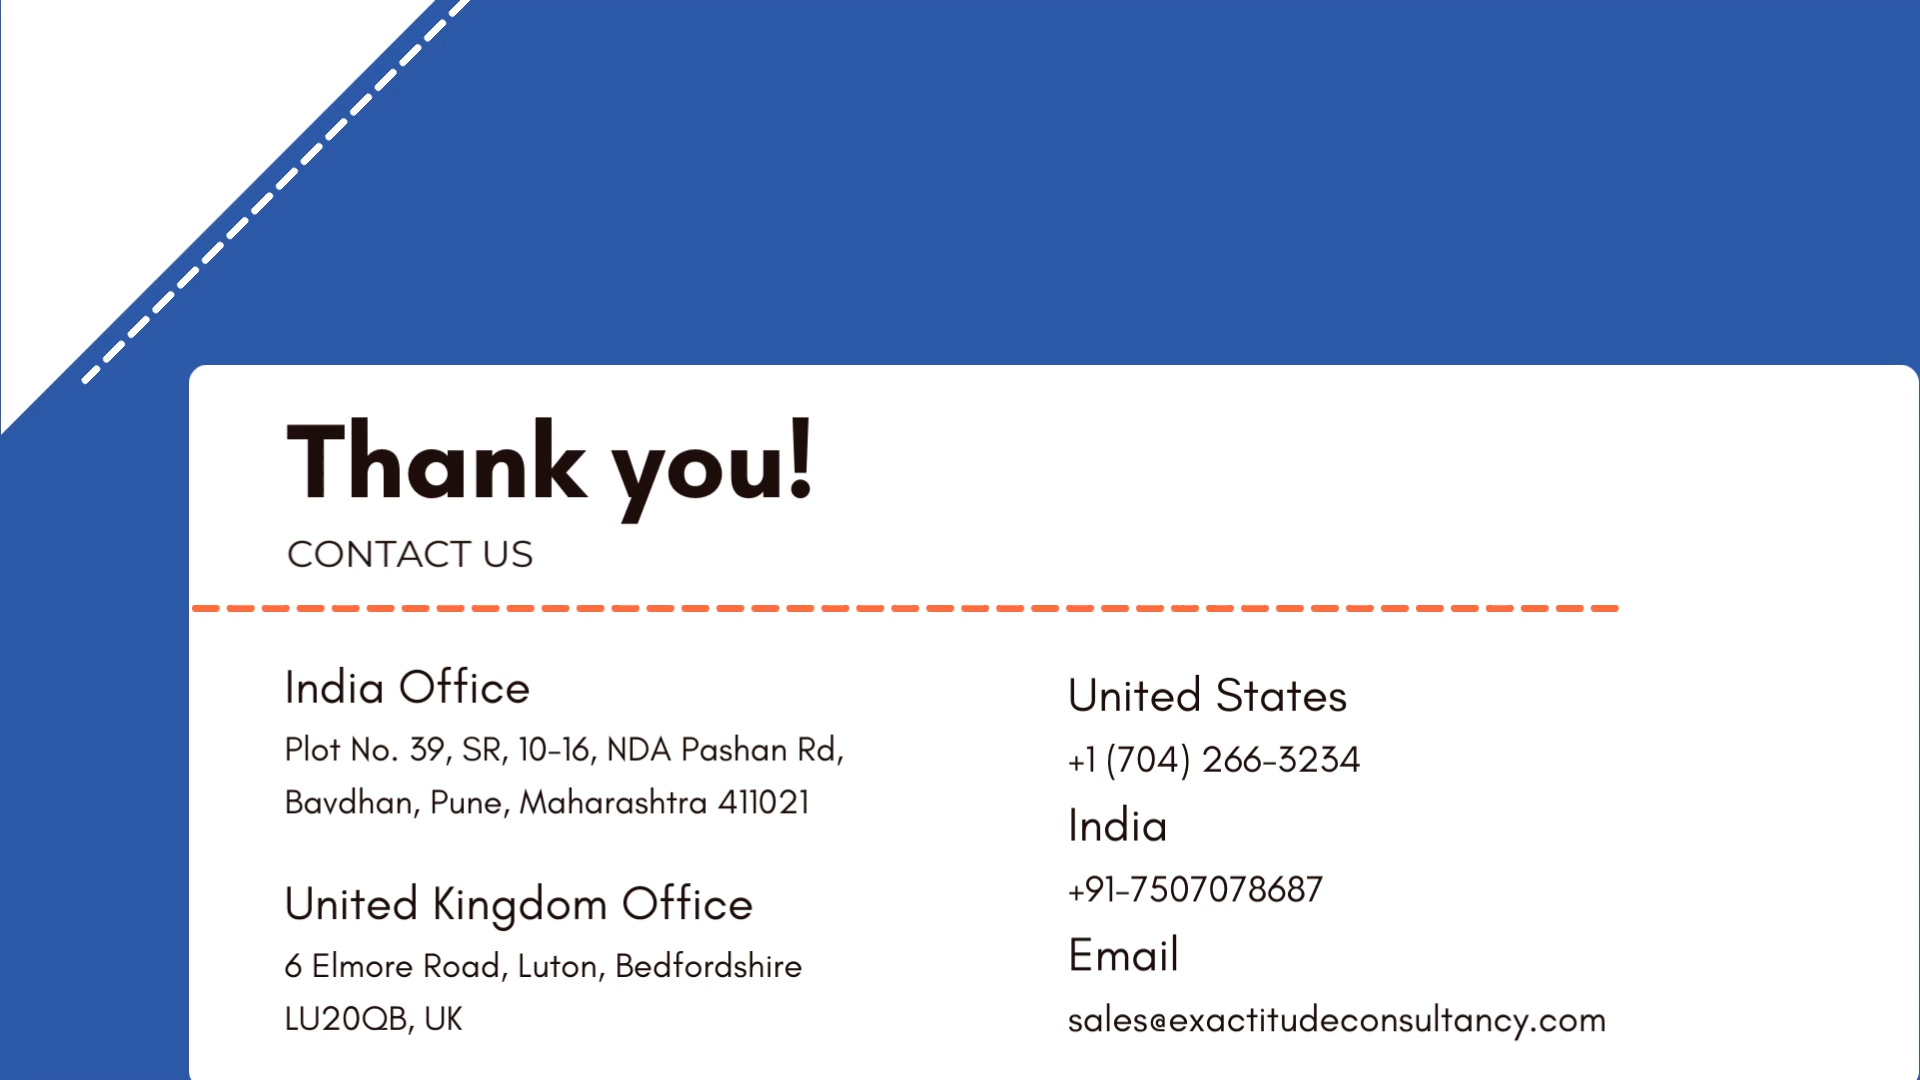 Thank you!
CONTACT US
India Office
Plot No. 39, SR, 10-16, NDA Pashan Rd,
Bavdhan, Pune, Maharashtra 411021
United Kingdom Office
6 Elmore Road, Luton, Bedfordshire
LU20QB, UK
United States
+1 (704) 266-3234
India
+91-7507078687
Email
sales@exactitudeconsultancy.com